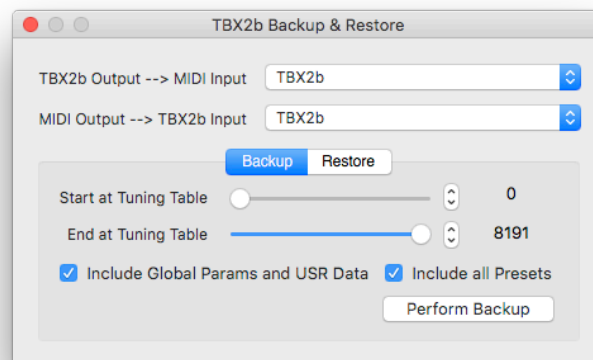 TBX2b Backup & Restore
TBX2b Output --> MIDI Input TBX2b
MIDI Output --> TBX2b Input TBX2b
Backup Restore
Start at Tuning Table 0
End at Tuning Table 8191
Include Global Params and USR Data Include all Presets
Perform Backup